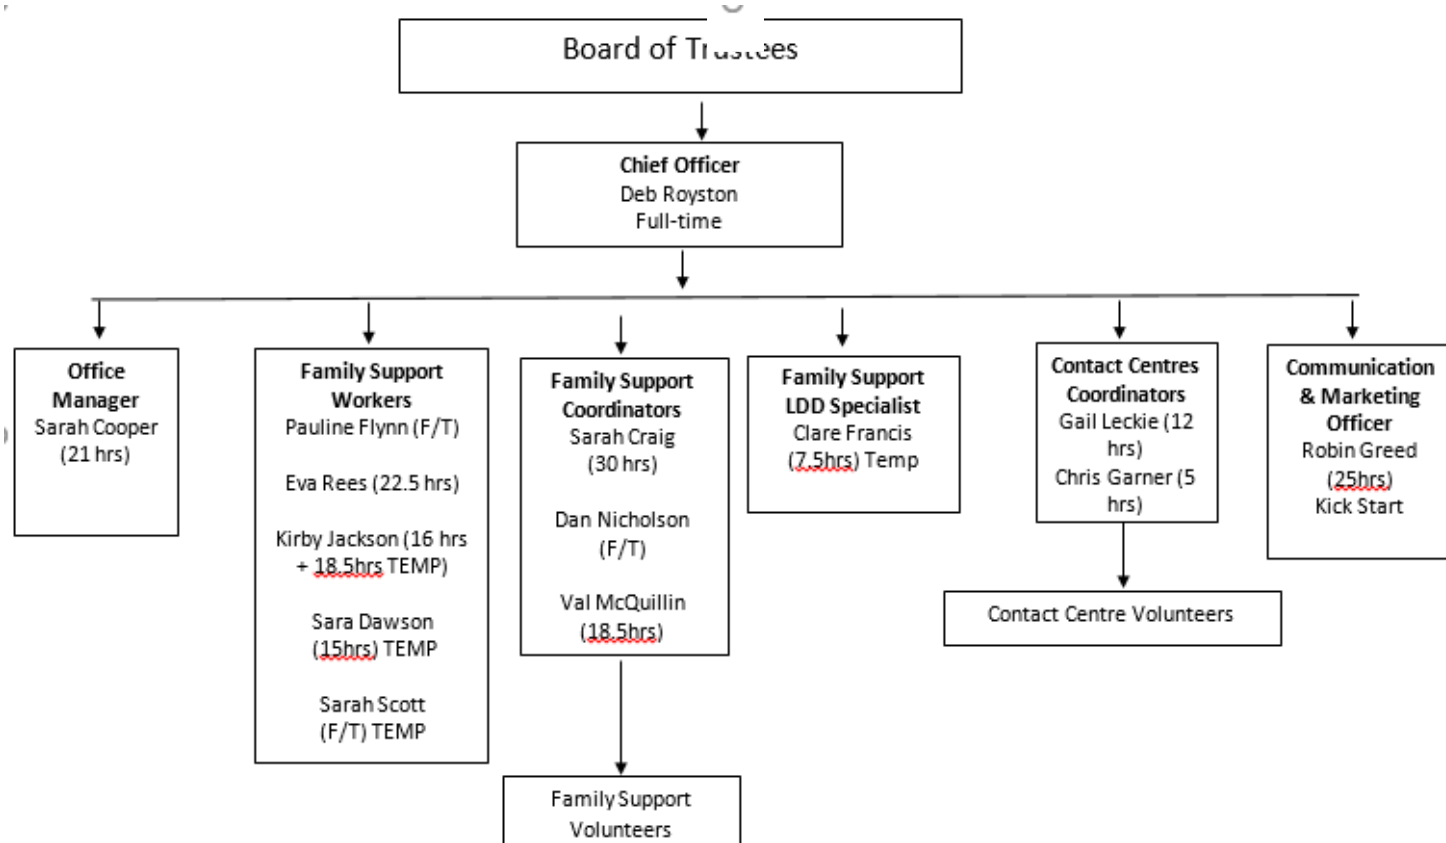 Board of Trustees
Chief Officer
Deb Royston
Full-time
Office
Manager
Sarah Cooper
(21 hrs)
Family Support
Workers
Pauline Flynn (F/T)
Eva Rees (22.5 hrs)
Kirby Jackson (16 hrs
+ 18.5hrs TEMP)
Sara Dawson
(15hrs) TEMP
Sarah Scott
(F/T) TEMP
Family Support
Coordinators
Sarah Craig
(30 hrs)
Dan Nicholson
(F/T)
Val McQuillin
(18.5hrs)
Family Support
LDD Specialist
Clare Francis
(7.5hrs) Temp
Contact Centres
Coordinators
Gail Leckie (12
hrs)
Chris Garner (5
hrs)
Communication
& Marketing
Officer
Robin Greed
(25hrs)
Kick Start
Contact Centre Volunteers
Family Support
Volunteers